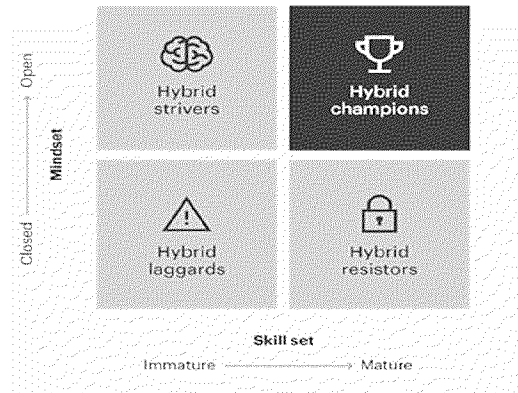 Open
Mindset
Closed
Hybrid
strivers
Hybrid
champions
Hybrid
laggards
Hybrid
resistors
Skill set
Immature
Mature